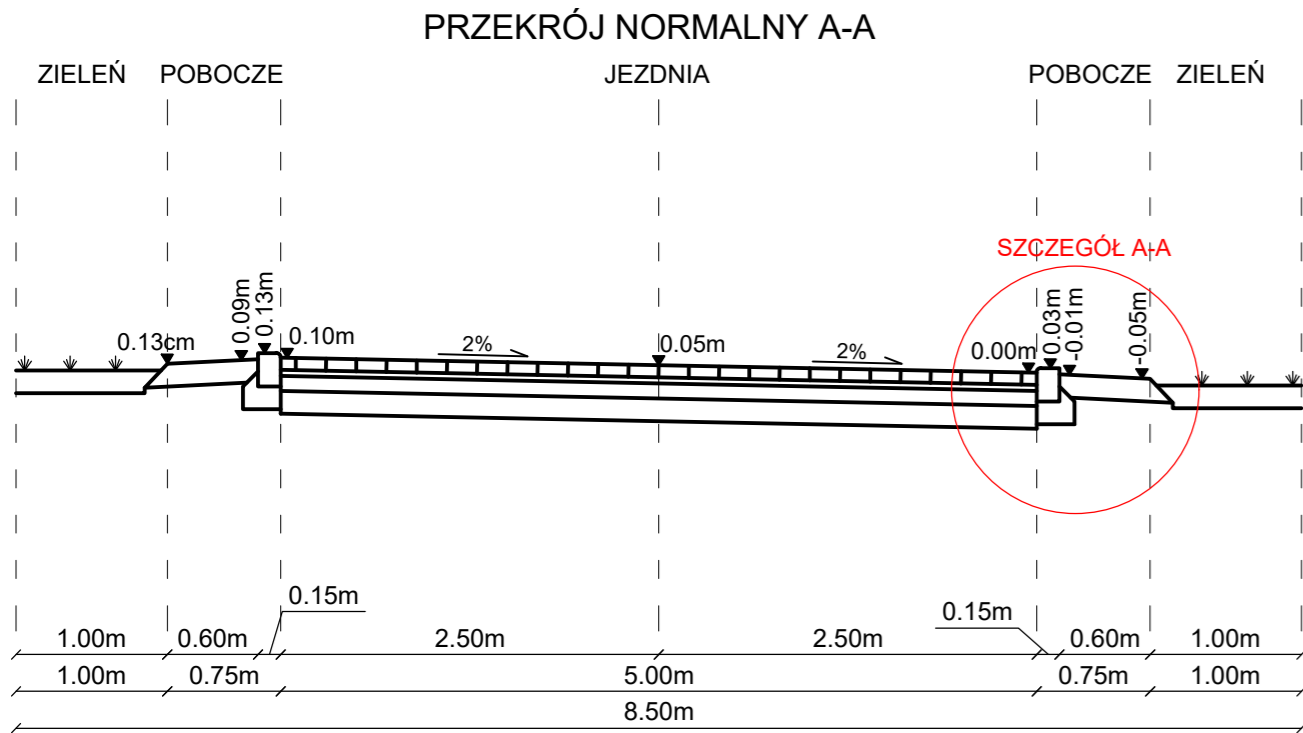 PRZEKRÓJ NORMALNY A-A
ZIELEŃ POBOCZE JEZDNIA POBOCZE ZIELEŃ
SZCZEGÓŁ A-A
0.13cm 0.09m 0.13m 0.10m 2% 0.05m 2% 0.00m 0.03m -0.01m -0.05m
0.15m 0.15m
1.00m 0.60m 2.50m 2.50m 0.60m 1.00m
1.00m 0.75m 5.00m 0.75m 1.00m
8.50m